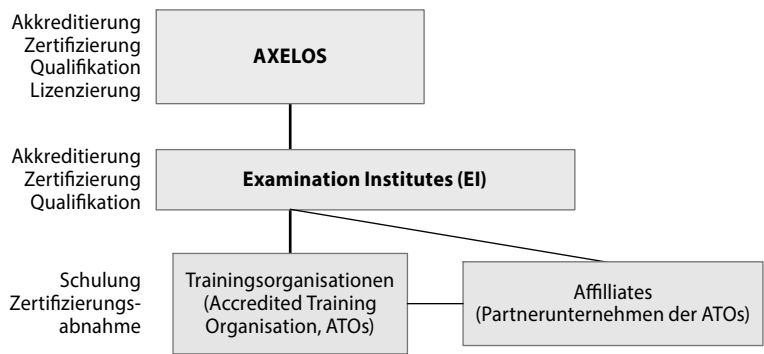 Akkreditierung
Zertifizierung
Qualifikation
Lizenzierung
AXELOS
Akkreditierung
Zertifizierung
Qualifikation
Examination Institutes (EI)
Schulung
Zertifizierungs-
abnahme
Trainingsorganisationen
(Accredited Training
Organisation, ATOs)
Affilliates
(Partnerunternehmen der ATOs)